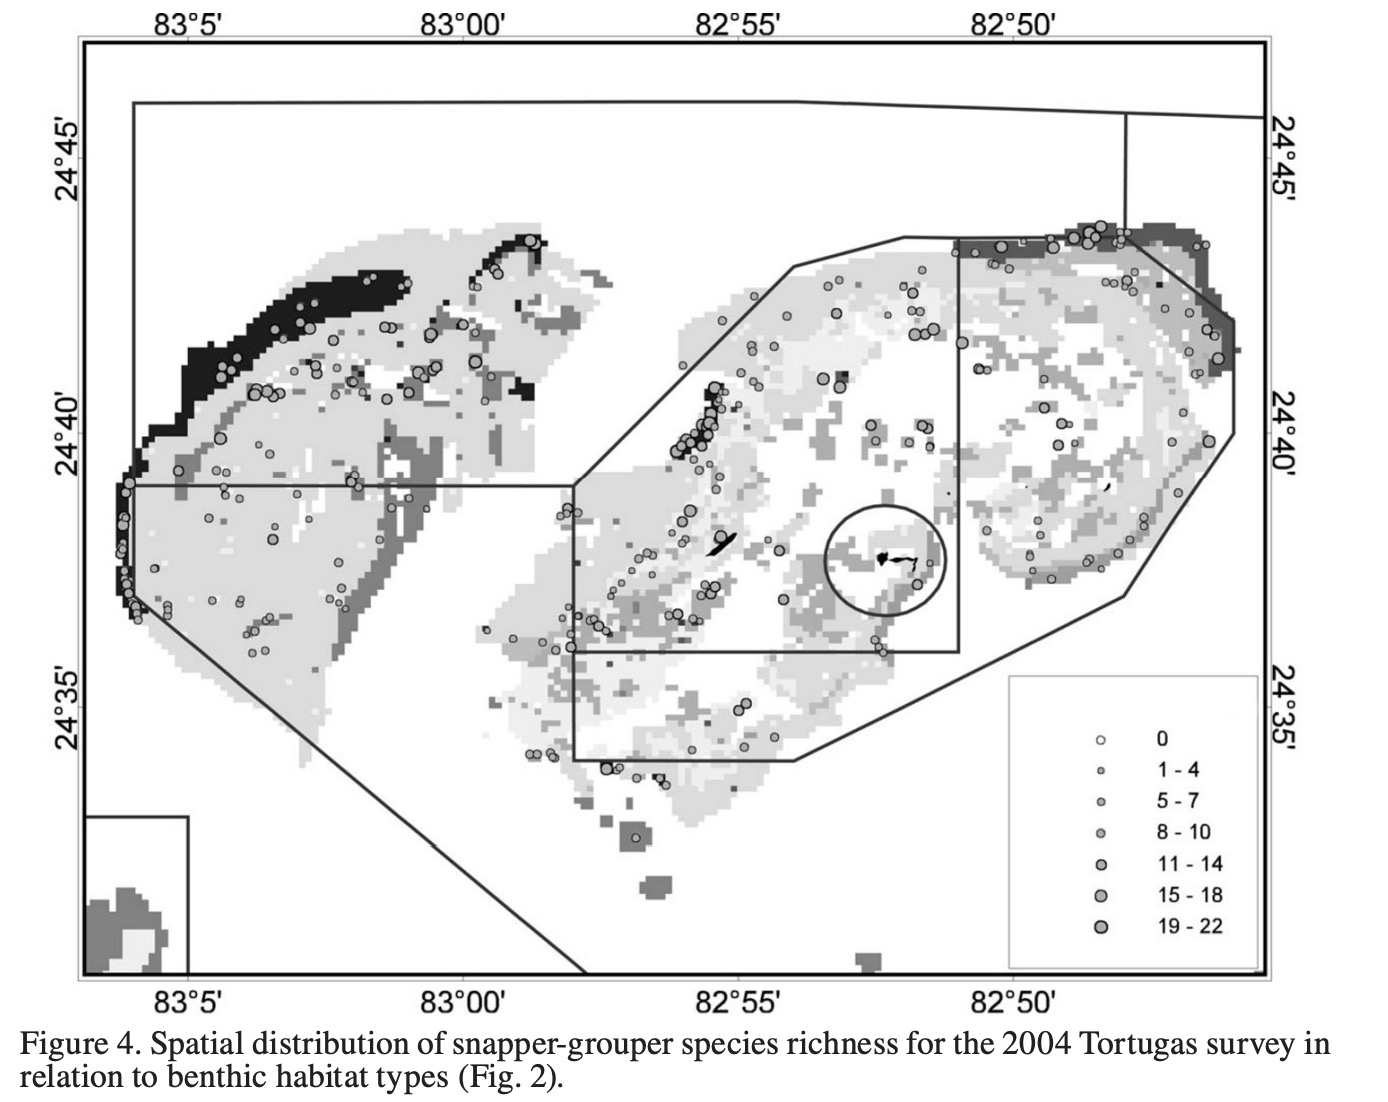 83°5' 83°00' 82°55' 82°50'
24°45'
24°45'
24°40'
24°40'
24°35'
24°35'
0
1 - 4
5 - 7
8 - 10
11 - 14
15 - 18
19 - 22
83°5' 83°00' 82°55' 82°50'
Figure 4. Spatial distribution of snapper-grouper species richness for the 2004 Tortugas survey in
relation to benthic habitat types (Fig. 2).